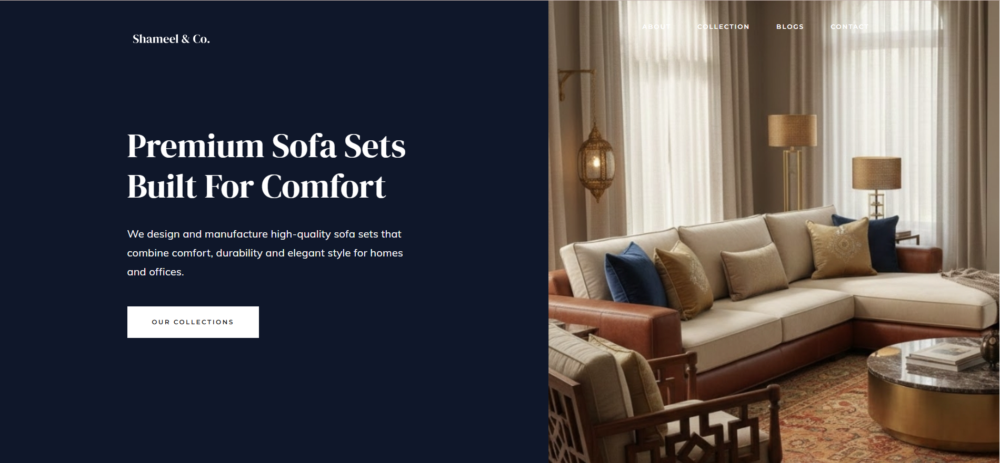 Shameel & Co.
ABOUT COLLECTION BLOGS CONTACT
Premium Sofa Sets
Built For Comfort
We design and manufacture high-quality sofa sets that
combine comfort, durability and elegant style for homes
and offices.
OUR COLLECTIONS